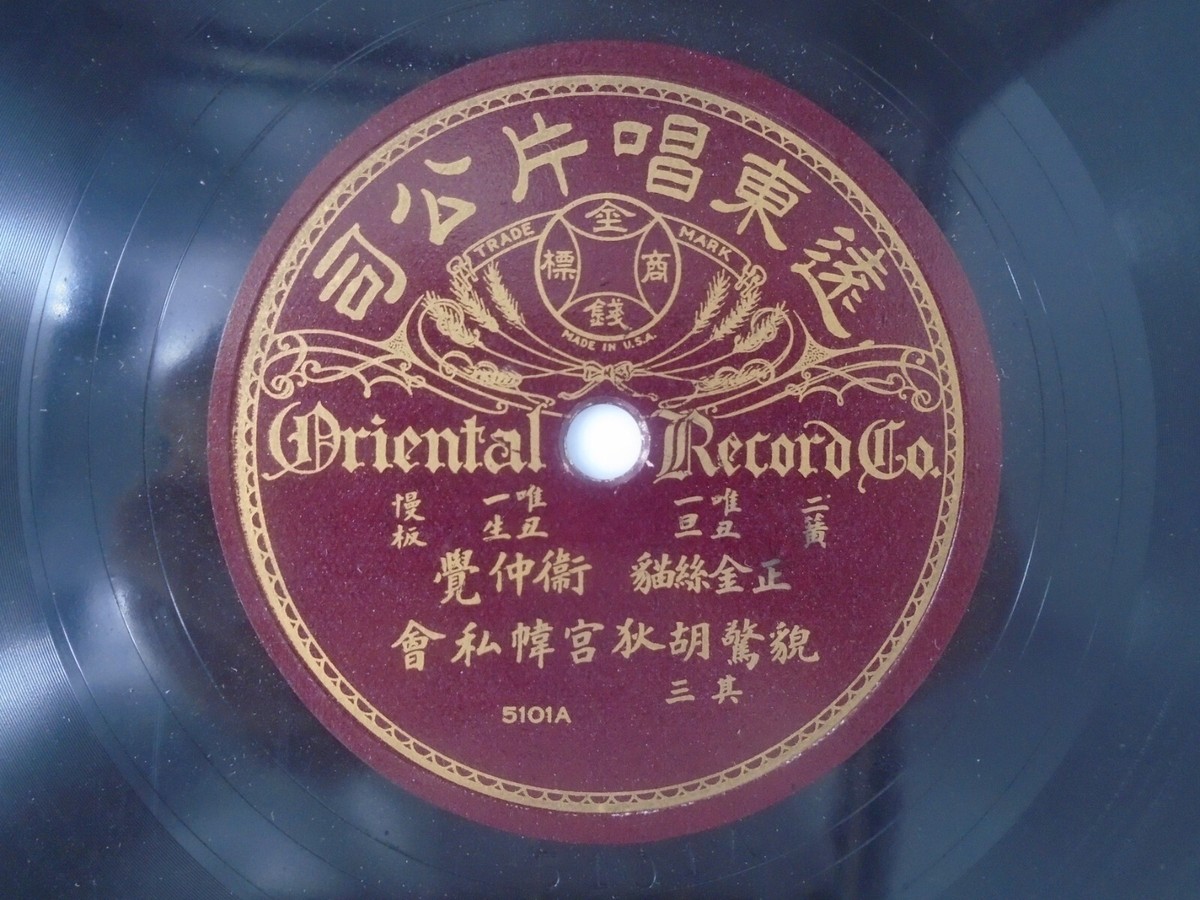 遠東唱片公司
TRADE MARK
金錢
商標
MADE IN U.S.A.
Oriental Record Co.
二簧 唯一丑旦 唯一丑生 慢板
正金絲貓 衞仲覺
貌驚胡狄宮幃私會
其三
5101A